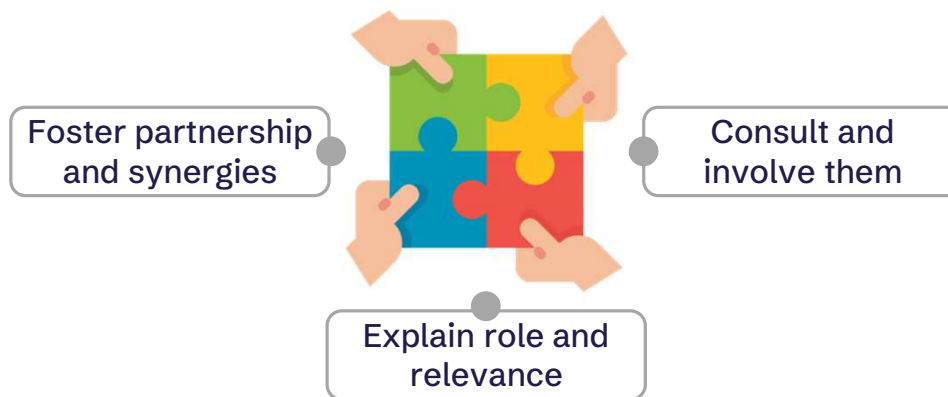 Foster partnership
and synergies
Consult and
involve them
Explain role and
relevance